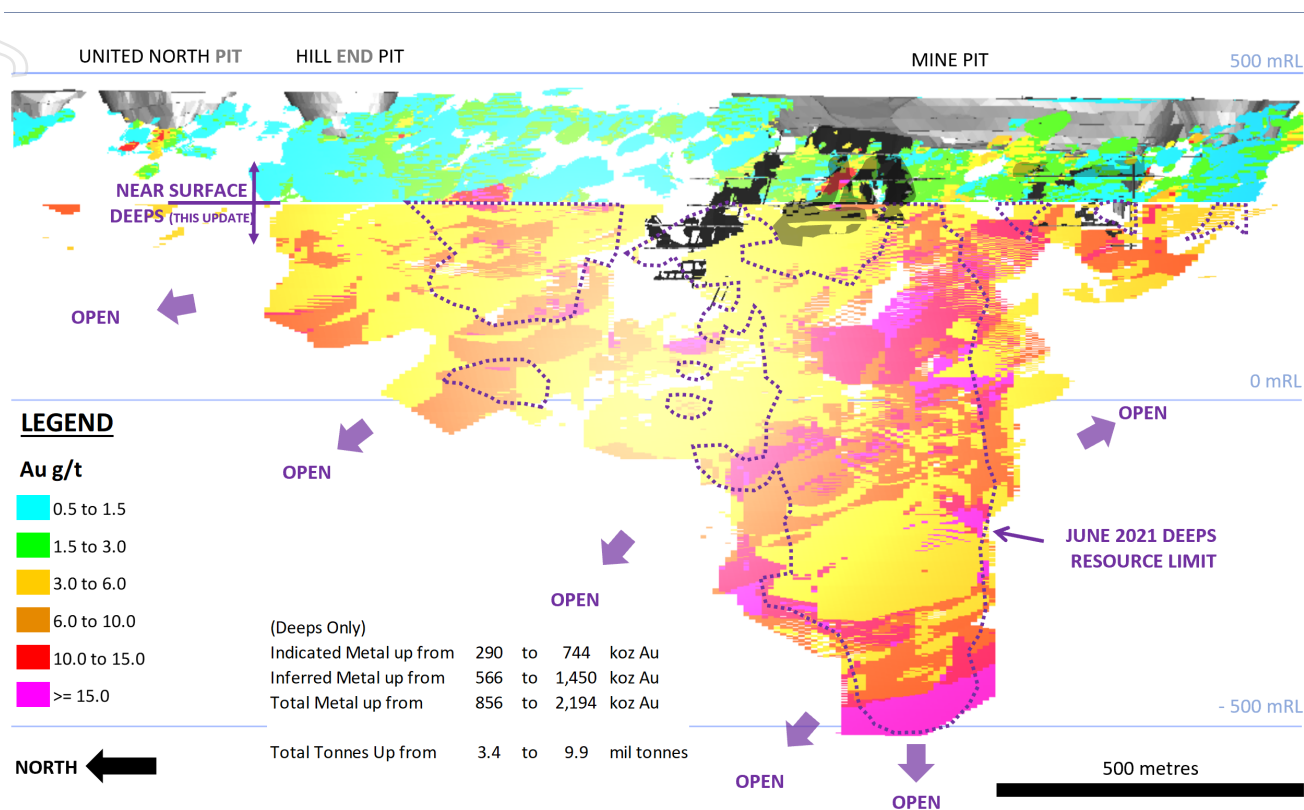 UNITED NORTH PIT
HILL END PIT
MINE PIT
500 mRL
NEAR SURFACE
DEEPS (THIS UPDATE)
OPEN
0 mRL
OPEN
LEGEND
Au g/t
0.5 to 1.5
1.5 to 3.0
3.0 to 6.0
6.0 to 10.0
10.0 to 15.0
>= 15.0
OPEN
JUNE 2021 DEEPS
RESOURCE LIMIT
OPEN
(Deeps Only)
Indicated Metal up from 290 to 744 koz Au
Inferred Metal up from 566 to 1,450 koz Au
Total Metal up from 856 to 2,194 koz Au
Total Tonnes Up from 3.4 to 9.9 mil tonnes
- 500 mRL
NORTH
OPEN
OPEN
500 metres